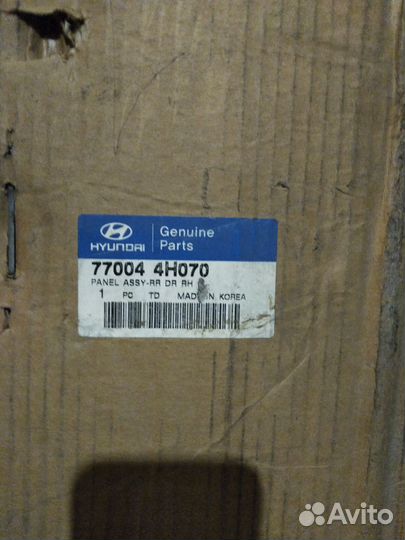 HYUNDAI
Genuine
Parts
77004 4H070
PANEL ASSY-RR DR RH
1 PC TD MADE IN KOREA
Avito